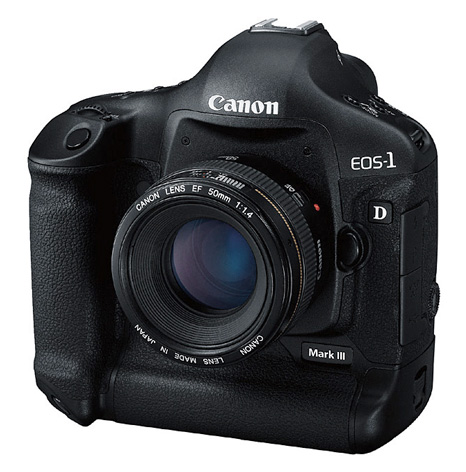 Canon
EOS-1
D
CANON LENS EF 50mm 1:1.4
CANON LENS MADE IN JAPAN
Mark III